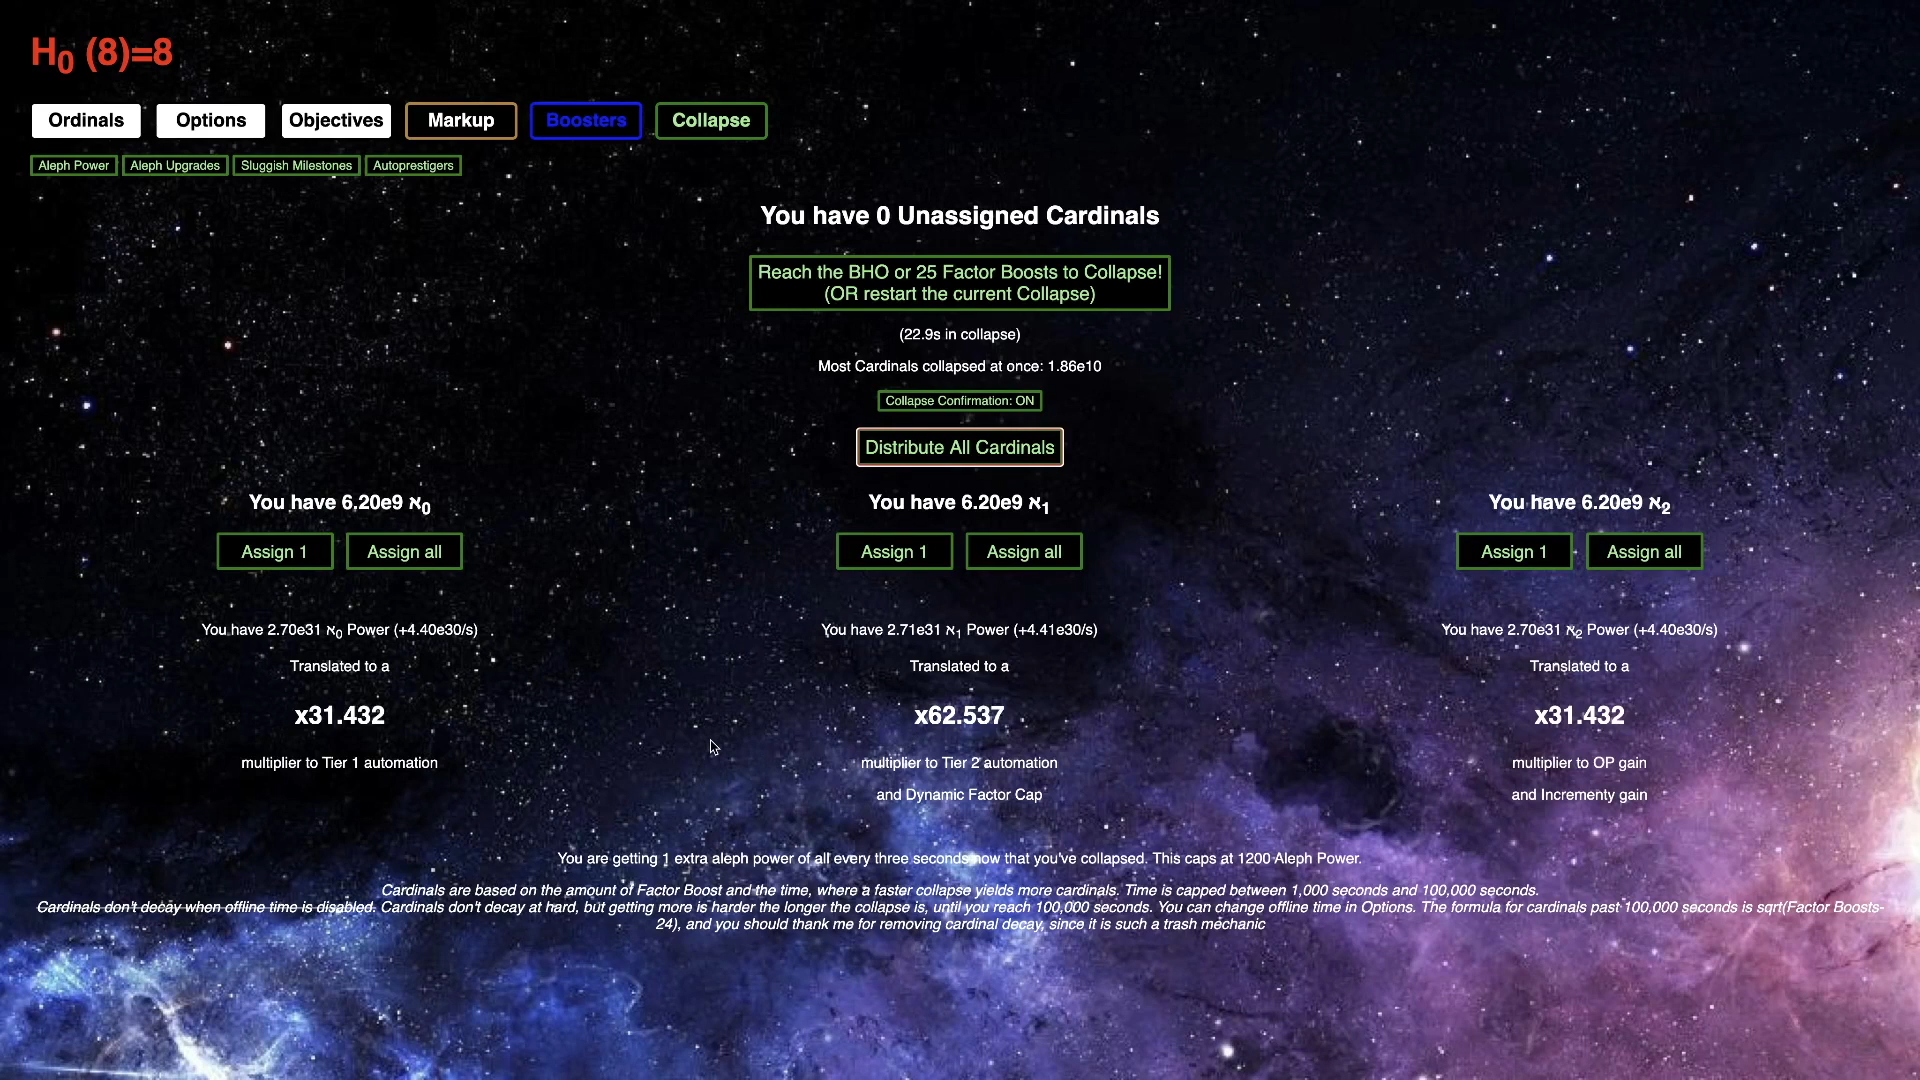 H₀ (8)=8
Ordinals Options Objectives Markup Boosters Collapse
Aleph Power Aleph Upgrades Sluggish Milestones Autoprestigers
You have 0 Unassigned Cardinals
Reach the BHO or 25 Factor Boosts to Collapse!
(OR restart the current Collapse)
(22.9s in collapse)
Most Cardinals collapsed at once: 1.86e10
Collapse Confirmation: ON
Distribute All Cardinals
You have 6.20e9 ℵ₀
Assign 1 Assign all
You have 2.70e31 ℵ₀ Power (+4.40e30/s)
Translated to a
x31.432
multiplier to Tier 1 automation
You have 6.20e9 ℵ₁
Assign 1 Assign all
You have 2.71e31 ℵ₁ Power (+4.41e30/s)
Translated to a
x62.537
multiplier to Tier 2 automation
and Dynamic Factor Cap
You have 6.20e9 ℵ₂
Assign 1 Assign all
You have 2.70e31 ℵ₂ Power (+4.40e30/s)
Translated to a
x31.432
multiplier to OP gain
and Incrementy gain
You are getting 1 extra aleph power of all every three seconds now that you've collapsed. This caps at 1200 Aleph Power.
Cardinals are based on the amount of Factor Boost and the time, where a faster collapse yields more cardinals. Time is capped between 1,000 seconds and 100,000 seconds.
Cardinals don't decay when offline time is disabled. Cardinals don't decay at hard, but getting more is harder the longer the collapse is, until you reach 100,000 seconds. You can change offline time in Options. The formula for cardinals past 100,000 seconds is sqrt(Factor Boosts-
24), and you should thank me for removing cardinal decay, since it is such a trash mechanic